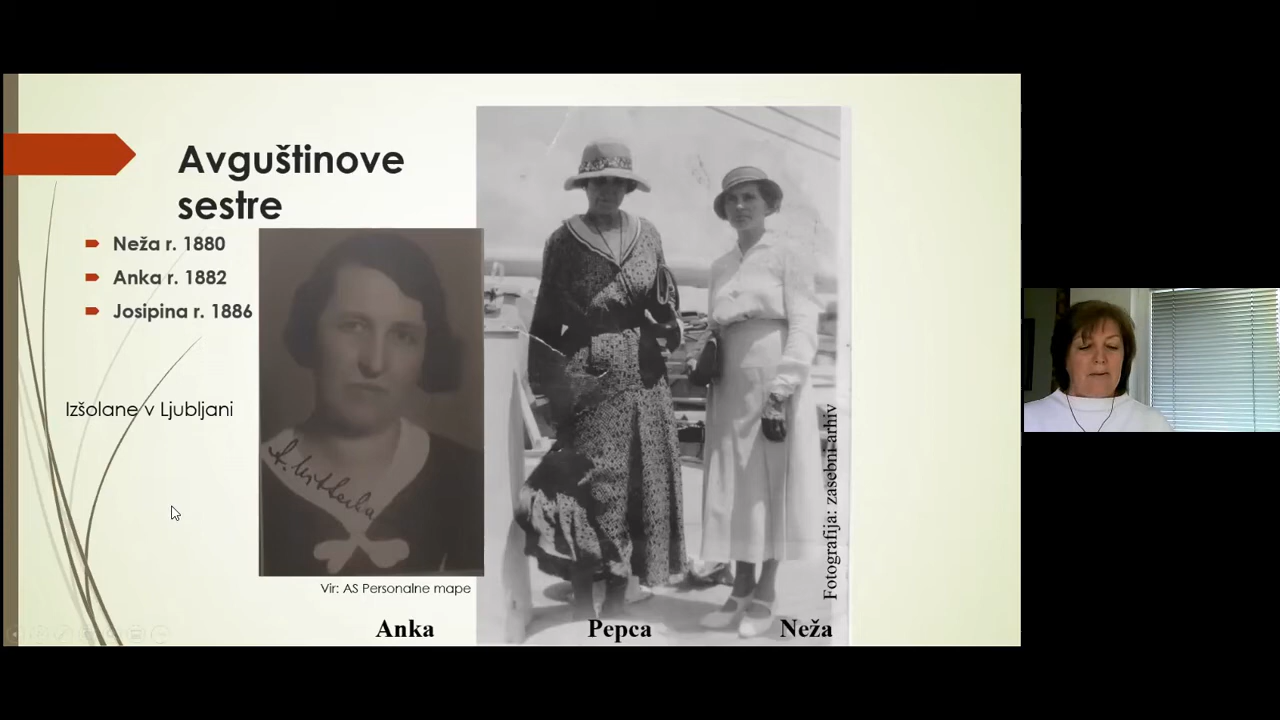 Avguštinove
sestre
Neža r. 1880
Anka r. 1882
Josipina r. 1886
Izšolane v Ljubljani
Vir: AS Personalne mape
Fotografija: zasebni arhiv
Anka
Pepca
Neža